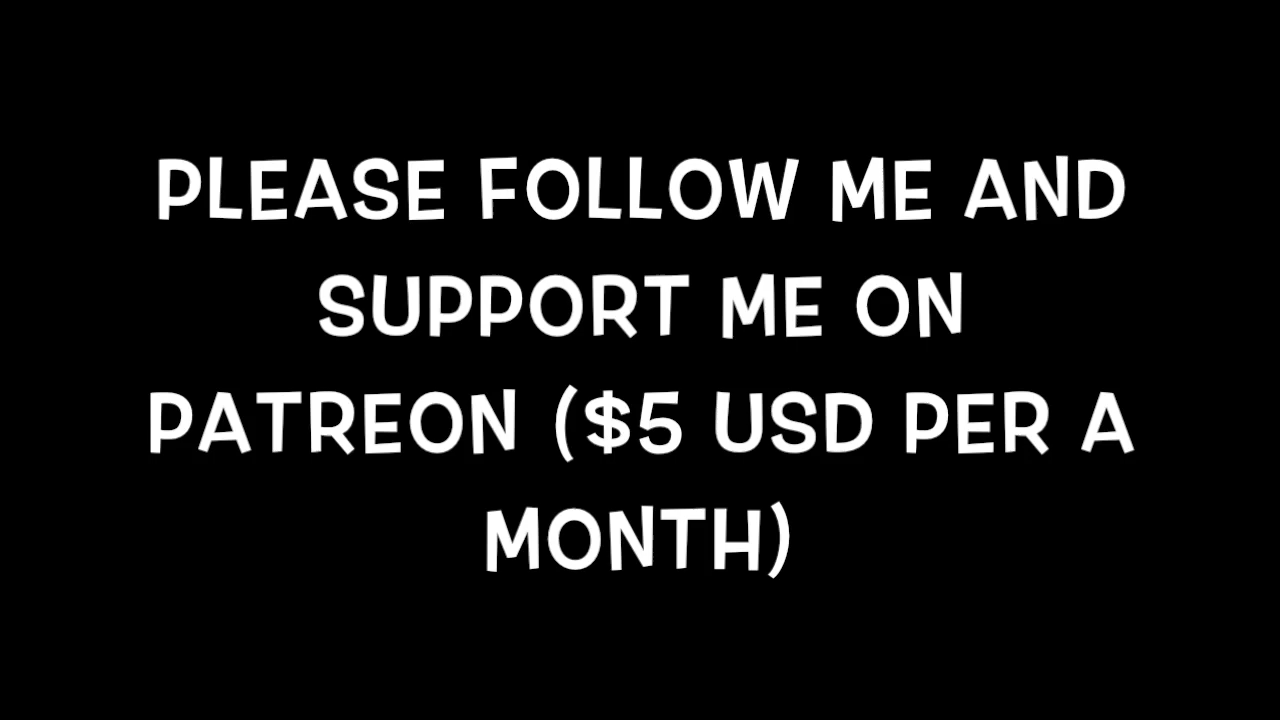 PLEASE FOLLOW ME AND
SUPPORT ME ON
PATREON ($5 USD PER A
MONTH)